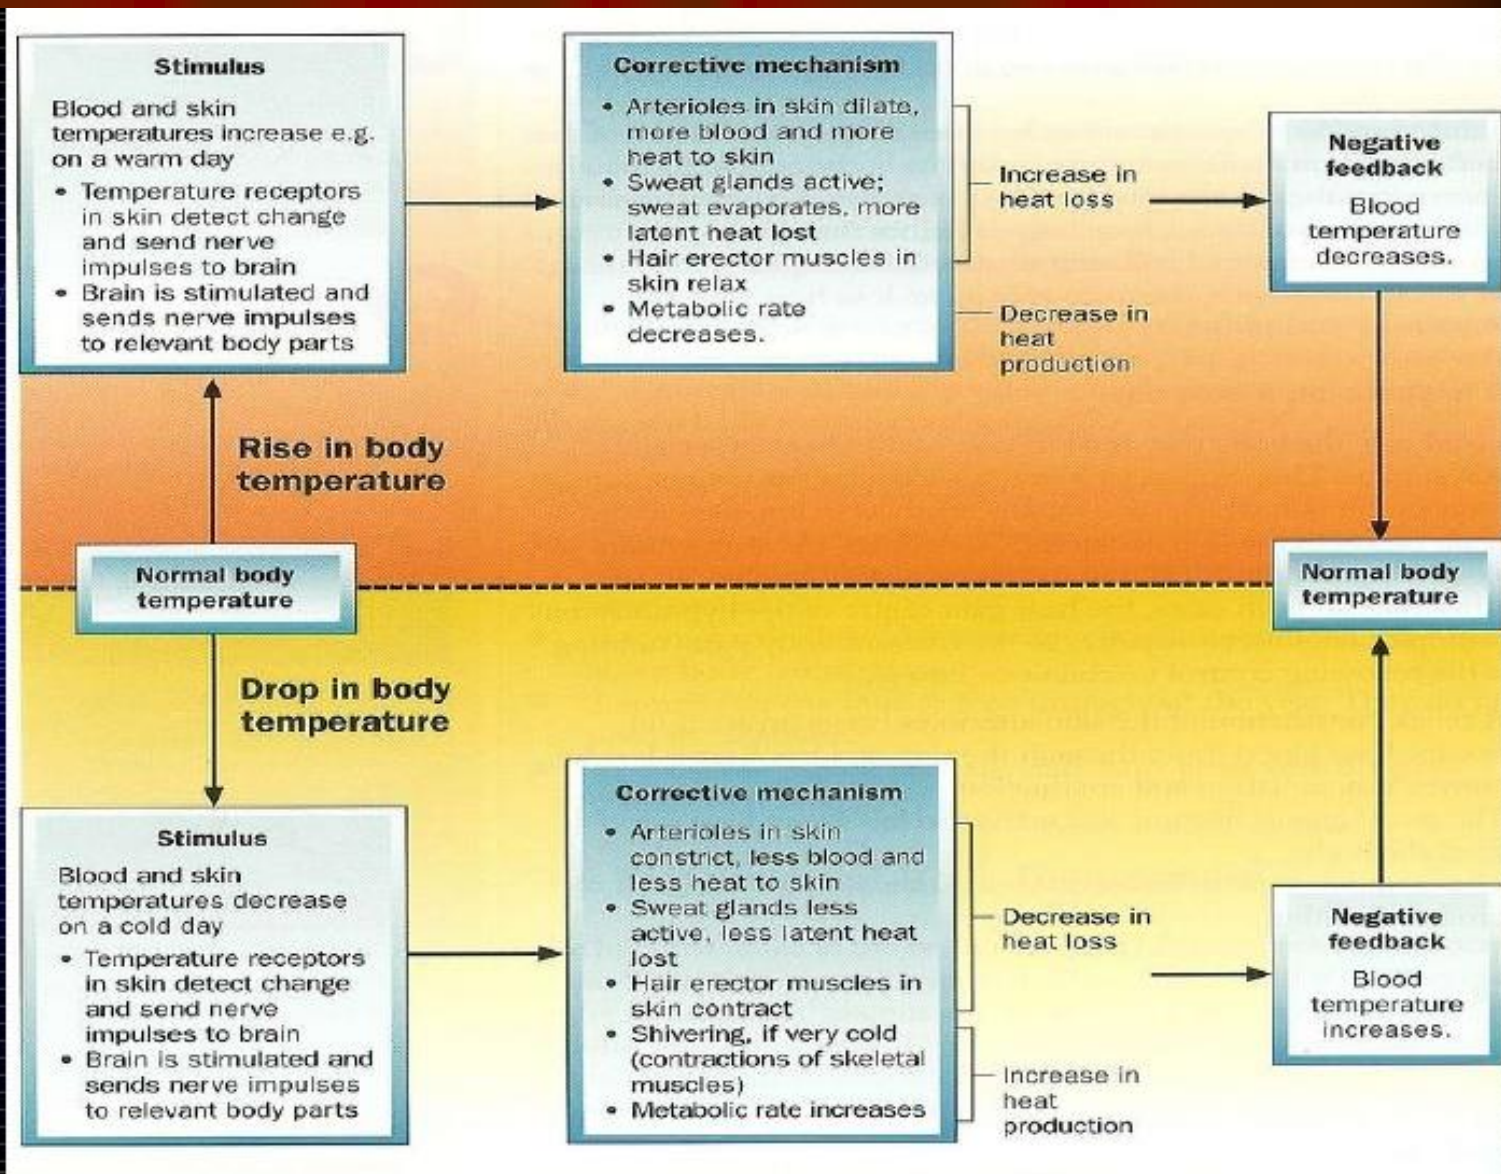 Stimulus
Blood and skin
temperatures increase e.g.
on a warm day
• Temperature receptors
in skin detect change
and send nerve
impulses to brain
• Brain is stimulated and
sends nerve impulses
to relevant body parts
Corrective mechanism
• Arterioles in skin dilate,
more blood and more
heat to skin
• Sweat glands active;
sweat evaporates, more
latent heat lost
• Hair erector muscles in
skin relax
• Metabolic rate
decreases.
Increase in
heat loss
Decrease in
heat
production
Negative
feedback
Blood
temperature
decreases.
Rise in body
temperature
Normal body
temperature
Normal body
temperature
Drop in body
temperature
Stimulus
Blood and skin
temperatures decrease
on a cold day
• Temperature receptors
in skin detect change
and send nerve
impulses to brain
• Brain is stimulated and
sends nerve impulses
to relevant body parts
Corrective mechanism
• Arterioles in skin
constrict, less blood and
less heat to skin
• Sweat glands less
active, less latent heat
lost
• Hair erector muscles in
skin contract
• Shivering, if very cold
(contractions of skeletal
muscles)
• Metabolic rate increases
Decrease in
heat loss
Increase in
heat
production
Negative
feedback
Blood
temperature
increases.